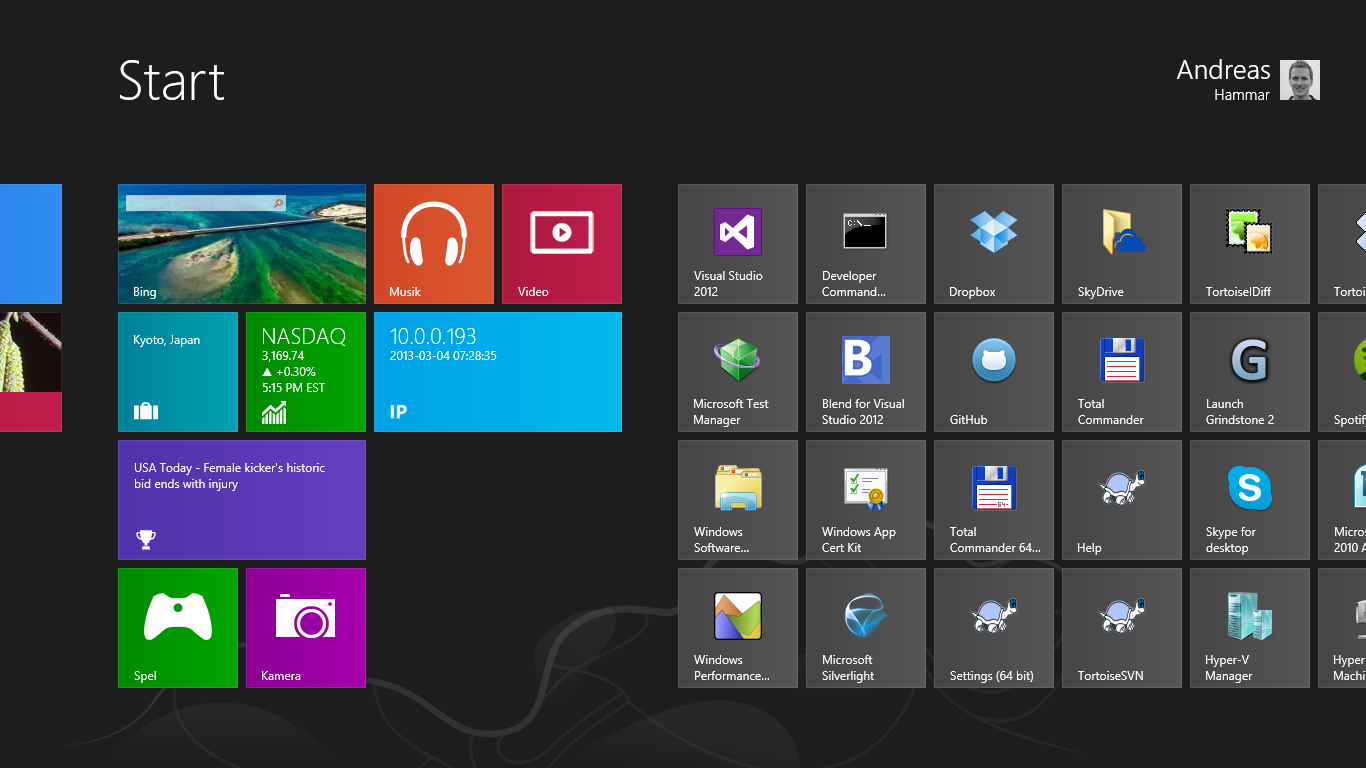 Start
Andreas
Hammar
Bing
Musik
Video
Kyoto, Japan
NASDAQ
3,169.74
▲ +0.30%
5:15 PM EST
10.0.0.193
2013-03-04 07:28:35
IP
USA Today - Female kicker's historic
bid ends with injury
Spel
Kamera
Visual Studio
2012
C:\_
Developer
Command...
Dropbox
SkyDrive
TortoiseIDiff
Tortoi
Microsoft Test
Manager
B
Blend for Visual
Studio 2012
GitHub
Total
Commander
G
Launch
Grindstone 2
Spotify
Windows
Software...
Windows App
Cert Kit
64-
Total
Commander 64...
Help
S
Skype for
desktop
Micros
2010 A
Windows
Performance...
Microsoft
Silverlight
Settings (64 bit)
TortoiseSVN
Hyper-V
Manager
Hyper-
Machi